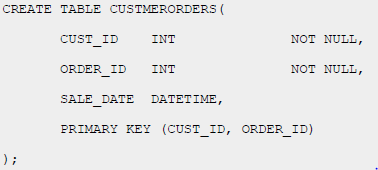 CREATE TABLE CUSTMERORDERS(
CUST_ID INT NOT NULL,
ORDER_ID INT NOT NULL,
SALE_DATE DATETIME,
PRIMARY KEY (CUST_ID, ORDER_ID)
);